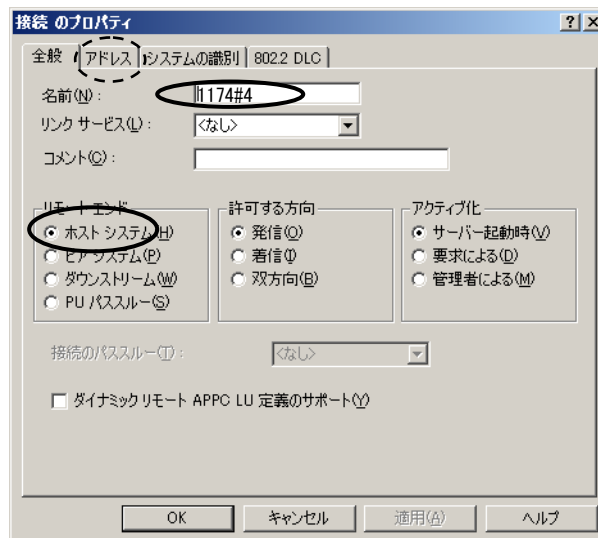 接続 のプロパティ
全般 アドレス システムの識別 802.2 DLC
名前(N): 1174#4
リンク サービス(L): <なし>
コメント(C):
リモート エンド
ホスト システム(H)
ピア システム(P)
ダウンストリーム(W)
PU パススルー(S)
許可する方向
発信(O)
着信(I)
双方向(B)
アクティブ化
サーバー起動時(V)
要求による(D)
管理者による(M)
接続のパススルー(T): <なし>
ダイナミック リモート APPC LU 定義のサポート(Y)
OK キャンセル 適用(A) ヘルプ